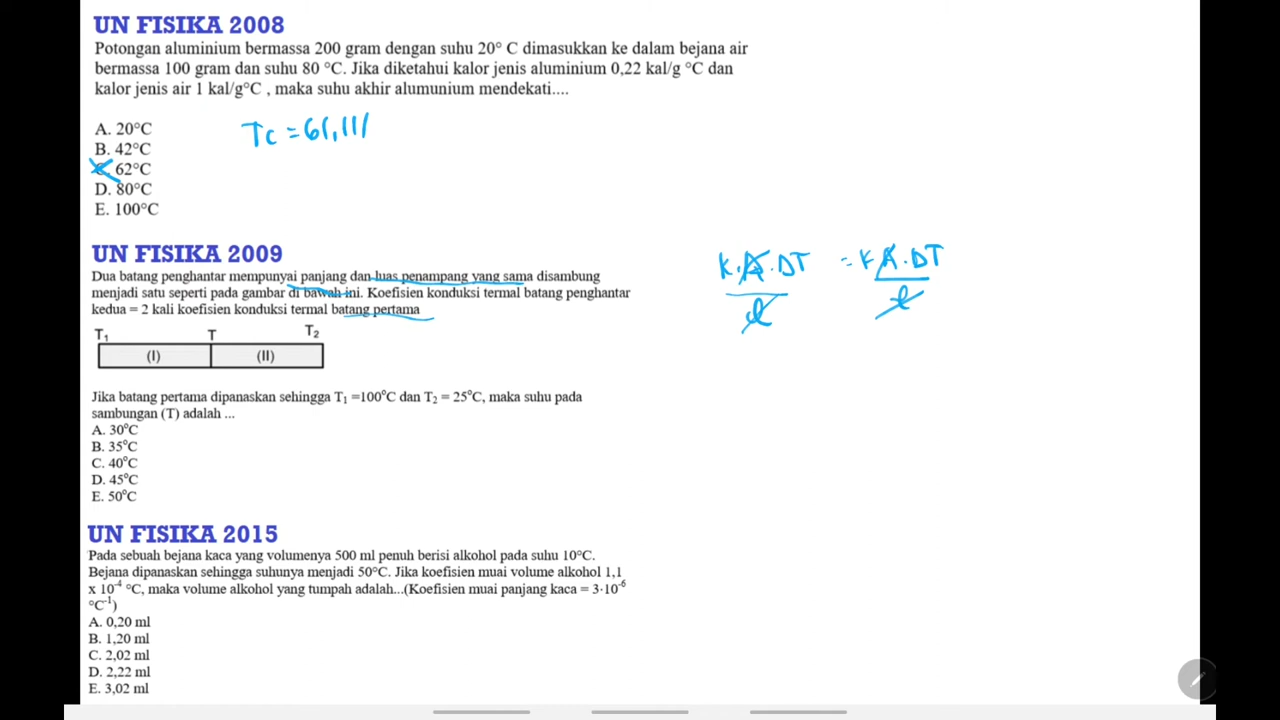 UN FISIKA 2008
Potongan aluminium bermassa 200 gram dengan suhu 20° C dimasukkan ke dalam bejana air
bermassa 100 gram dan suhu 80 °C. Jika diketahui kalor jenis aluminium 0,22 kal/g °C dan
kalor jenis air 1 kal/g°C , maka suhu akhir alumunium mendekati....
A. 20°C
Tc = 61,111
B. 42°C
C. 62°C
D. 80°C
E. 100°C
UN FISIKA 2009
Dua batang penghantar mempunyai panjang dan luas penampang yang sama disambung
menjadi satu seperti pada gambar di bawah ini. Koefisien konduksi termal batang penghantar
kedua = 2 kali koefisien konduksi termal batang pertama
K.A.ΔT = K A.ΔT
l l
T₁ T T₂
(I) (II)
Jika batang pertama dipanaskan sehingga T₁ =100°C dan T₂ = 25°C, maka suhu pada
sambungan (T) adalah ...
A. 30°C
B. 35°C
C. 40°C
D. 45°C
E. 50°C
UN FISIKA 2015
Pada sebuah bejana kaca yang volumenya 500 ml penuh berisi alkohol pada suhu 10°C.
Bejana dipanaskan sehingga suhunya menjadi 50°C. Jika koefisien muai volume alkohol 1,1
x 10⁻⁴ °C, maka volume alkohol yang tumpah adalah...(Koefisien muai panjang kaca = 3·10⁻⁶
°C⁻¹)
A. 0,20 ml
B. 1,20 ml
C. 2,02 ml
D. 2,22 ml
E. 3,02 ml